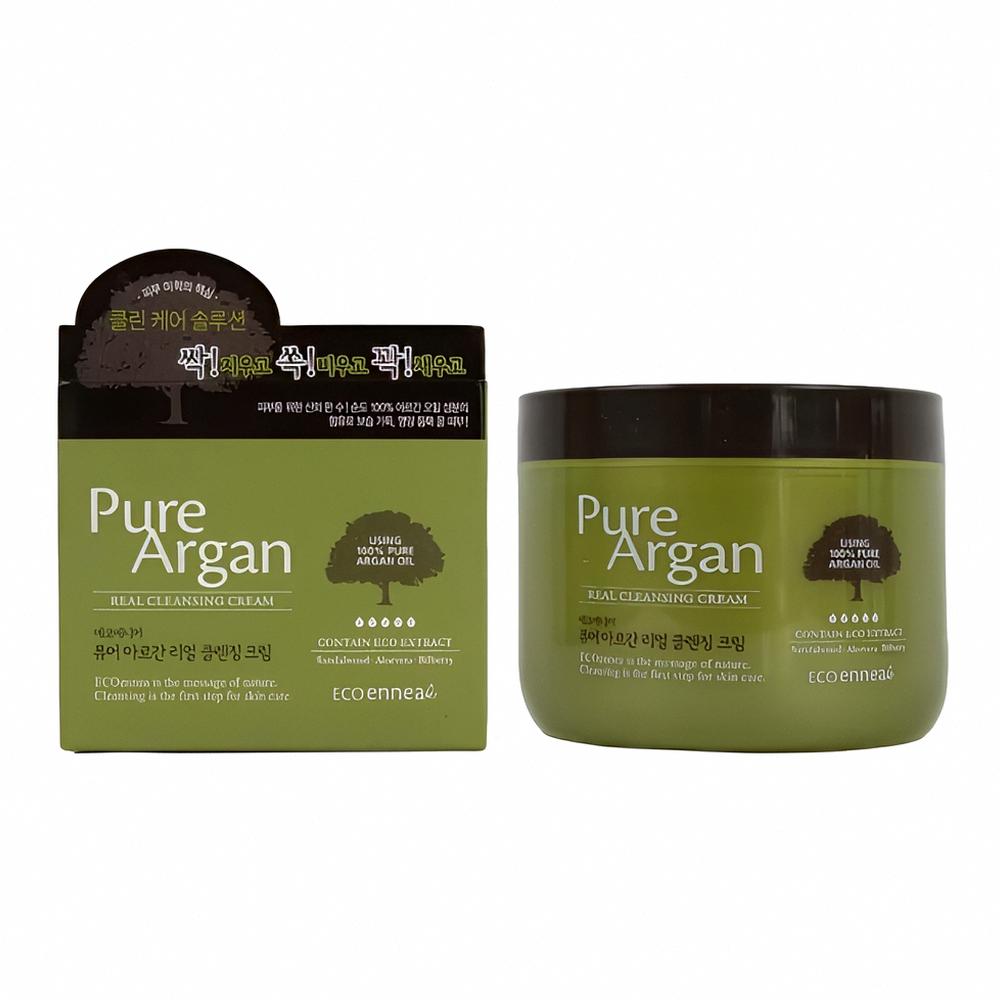 클린 케어 솔루션
싹! 지우고 쏙! 비우고 꽉! 채우고
Pure
Argan
REAL CLEANSING CREAM
퓨어 아르간 리얼 클렌징 크림
ECOennea is the message of nature.
Cleansing is the first step for skin care.
USING
100% PURE
ARGAN OIL
CONTAIN ECO EXTRACT
Aloevera · Bilberry
ECOennea
Pure
Argan
REAL CLEANSING CREAM
퓨어 아르간 리얼 클렌징 크림
ECOennea is the message of nature.
Cleansing is the first step for skin care.
USING
100% PURE
ARGAN OIL
CONTAIN ECO EXTRACT
Aloevera · Bilberry
ECOennea